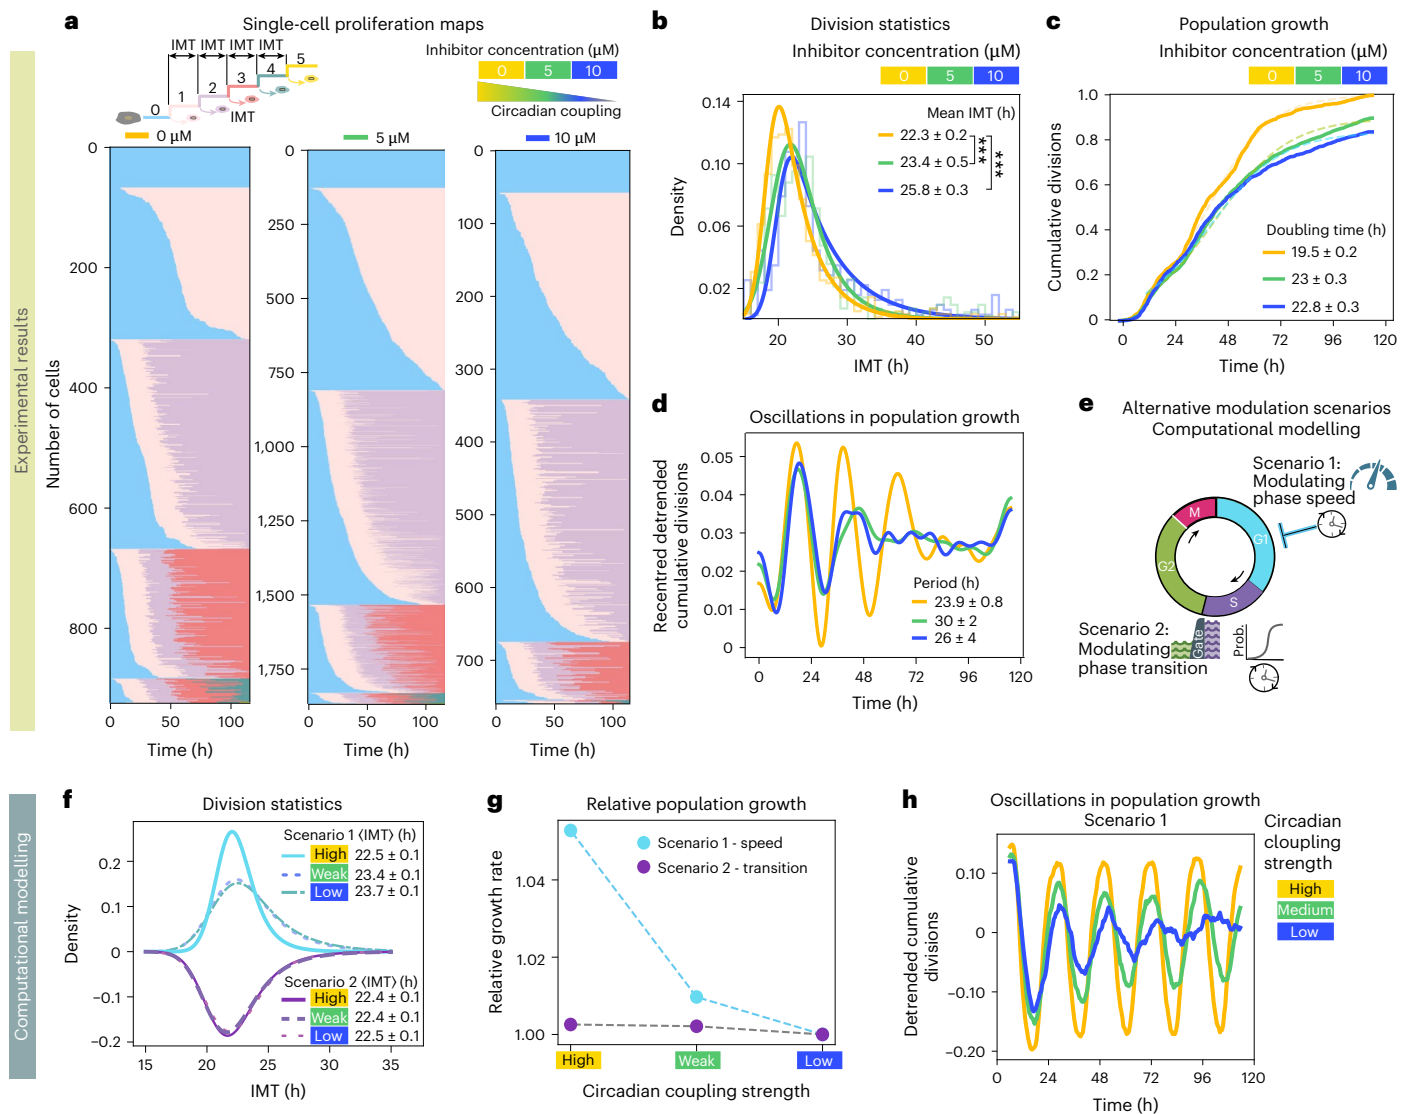 a
Single-cell proliferation maps
IMT IMT IMT IMT
0 1 2 3 4 5
IMT
Inhibitor concentration (μM)
0 5 10
Circadian coupling
Experimental results
Number of cells
0 μM
0
200
400
600
800
0 50 100
Time (h)
5 μM
0
250
500
750
1,000
1,250
1,500
1,750
0 50 100
Time (h)
10 μM
0
100
200
300
400
500
600
700
0 50 100
Time (h)
b
Division statistics
Inhibitor concentration (μM)
0 5 10
Density
0.14
0.10
0.06
0.02
Mean IMT (h)
22.3 ± 0.2
23.4 ± 0.5
25.8 ± 0.3
***
***
20 30 40 50
IMT (h)
c
Population growth
Inhibitor concentration (μM)
0 5 10
Cumulative divisions
1.0
0.8
0.6
0.4
0.2
0
Doubling time (h)
19.5 ± 0.2
23 ± 0.3
22.8 ± 0.3
0 24 48 72 96 120
Time (h)
d
Oscillations in population growth
Recentred detrended
cumulative divisions
0.05
0.04
0.03
0.02
0.01
0
Period (h)
23.9 ± 0.8
30 ± 2
26 ± 4
0 24 48 72 96 120
Time (h)
e
Alternative modulation scenarios
Computational modelling
Scenario 1:
Modulating
phase speed
M
G1
G2
S
Scenario 2:
Modulating
phase transition
Gate
Prob.
Computational modelling
f
Division statistics
Density
0.2
0.1
0
−0.1
−0.2
Scenario 1 ⟨IMT⟩ (h)
High 22.5 ± 0.1
Weak 23.4 ± 0.1
Low 23.7 ± 0.1
Scenario 2 ⟨IMT⟩ (h)
High 22.4 ± 0.1
Weak 22.4 ± 0.1
Low 22.5 ± 0.1
15 20 25 30 35
IMT (h)
g
Relative population growth
Relative growth rate
1.04
1.02
1.00
Scenario 1 - speed
Scenario 2 - transition
High Weak Low
Circadian coupling strength
h
Oscillations in population growth
Scenario 1
Detrended cumulative
divisions
0.10
0
−0.10
−0.20
0 24 48 72 96 120
Time (h)
Circadian
cloupling
strength
High
Medium
Low